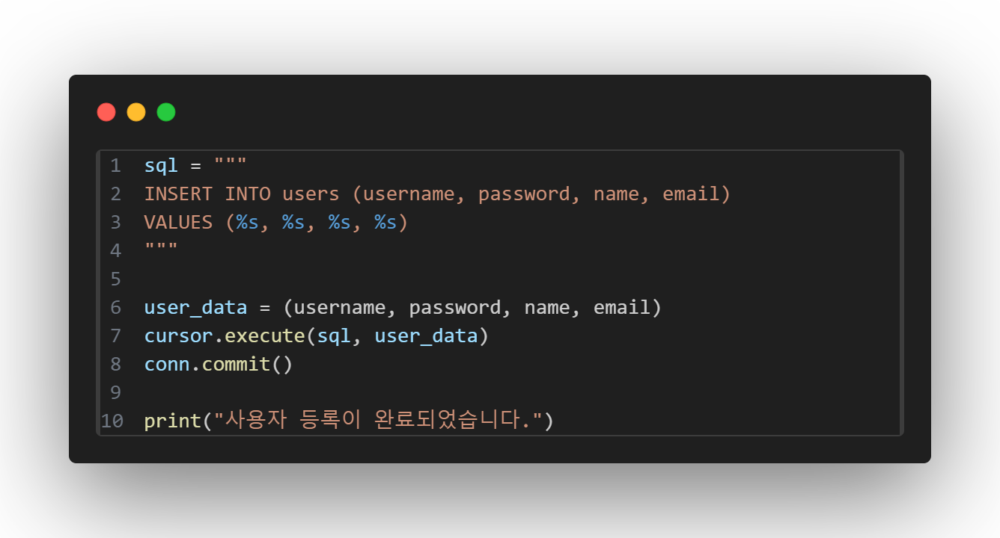 1 sql = """
2 INSERT INTO users (username, password, name, email)
3 VALUES (%s, %s, %s, %s)
4 """
5
6 user_data = (username, password, name, email)
7 cursor.execute(sql, user_data)
8 conn.commit()
9
10 print("사용자 등록이 완료되었습니다.")